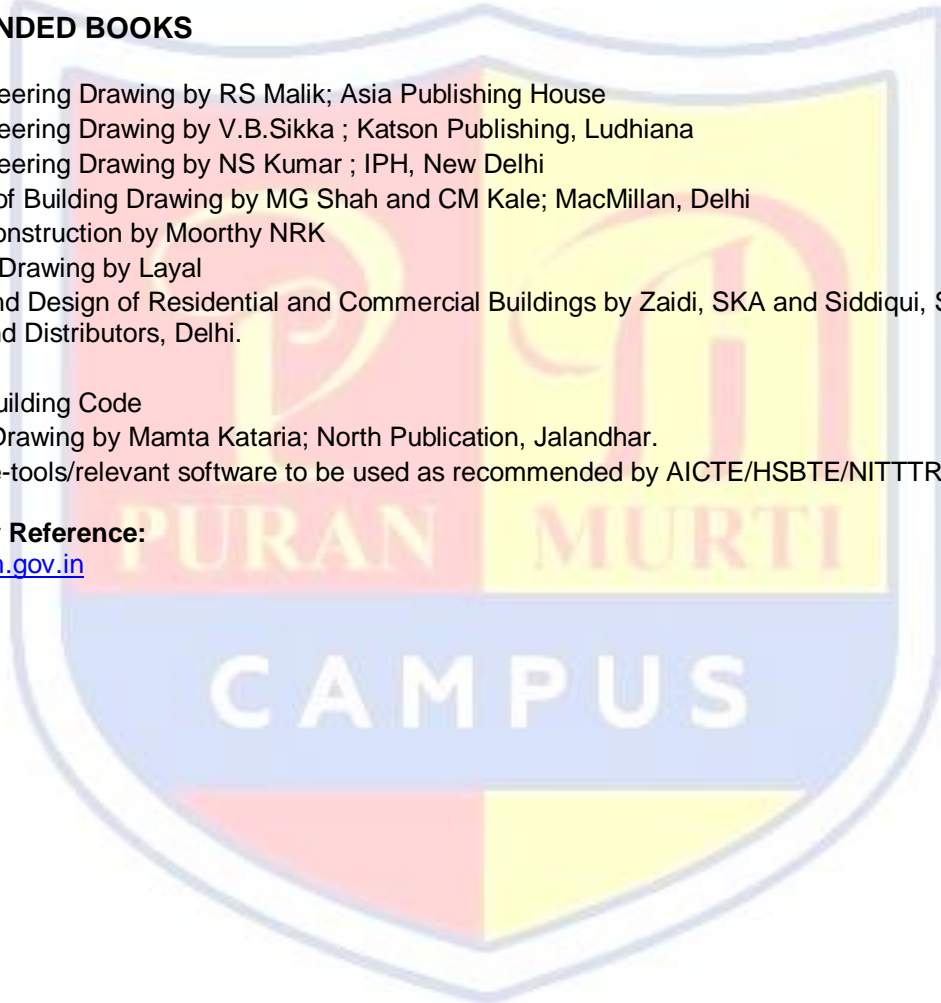 NDED BOOKS
eering Drawing by RS Malik; Asia Publishing House
eering Drawing by V.B.Sikka ; Katson Publishing, Ludhiana
eering Drawing by NS Kumar ; IPH, New Delhi
of Building Drawing by MG Shah and CM Kale; MacMillan, Delhi
onstruction by Moorthy NRK
Drawing by Layal
nd Design of Residential and Commercial Buildings by Zaidi, SKA and Siddiqui, S
nd Distributors, Delhi.
uilding Code
Drawing by Mamta Kataria; North Publication, Jalandhar.
e-tools/relevant software to be used as recommended by AICTE/HSBTE/NITTTR
Reference:
n.gov.in
PURAN MURTI
CAMPUS